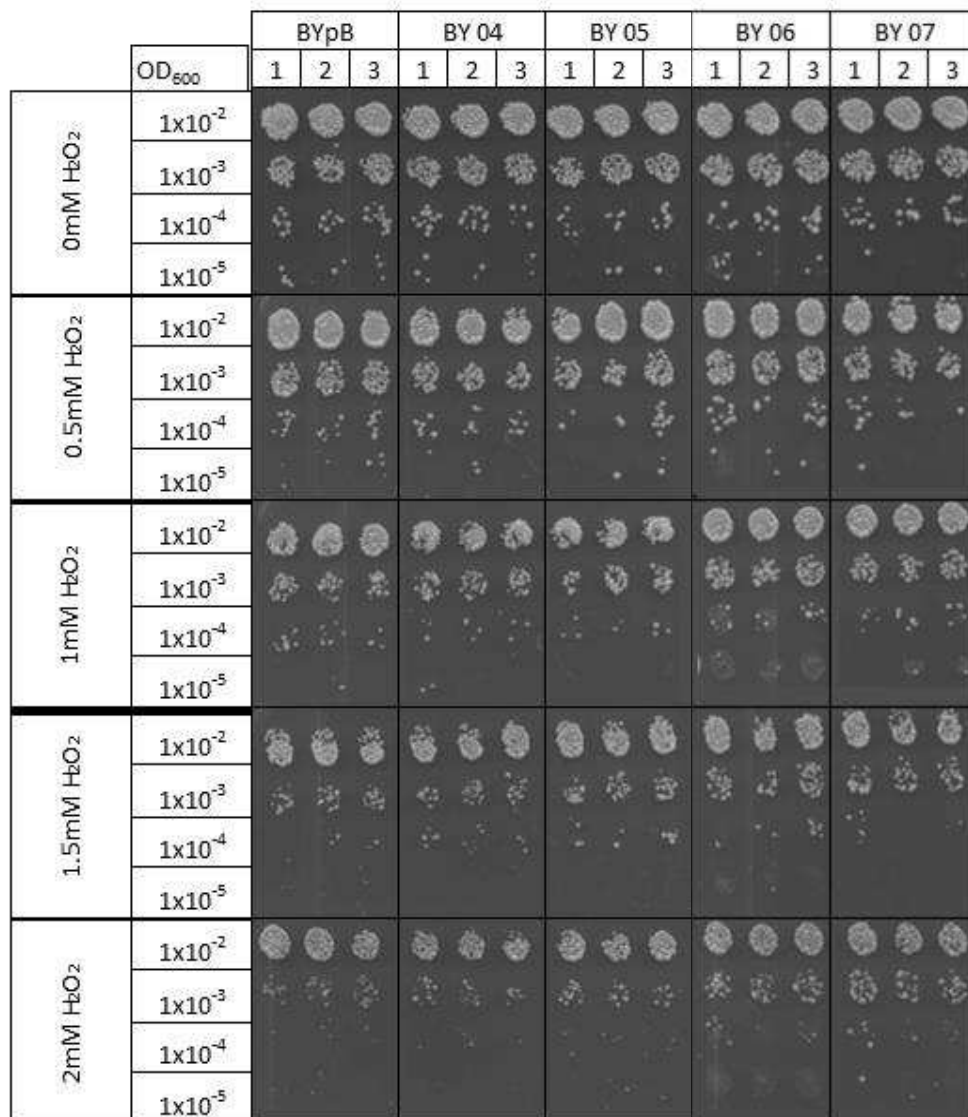 BYpB BY 04 BY 05 BY 06 BY 07
OD₆₀₀ 1 2 3 1 2 3 1 2 3 1 2 3 1 2 3
0mM H₂O₂
1x10⁻²
1x10⁻³
1x10⁻⁴
1x10⁻⁵
0.5mM H₂O₂
1x10⁻²
1x10⁻³
1x10⁻⁴
1x10⁻⁵
1mM H₂O₂
1x10⁻²
1x10⁻³
1x10⁻⁴
1x10⁻⁵
1.5mM H₂O₂
1x10⁻²
1x10⁻³
1x10⁻⁴
1x10⁻⁵
2mM H₂O₂
1x10⁻²
1x10⁻³
1x10⁻⁴
1x10⁻⁵